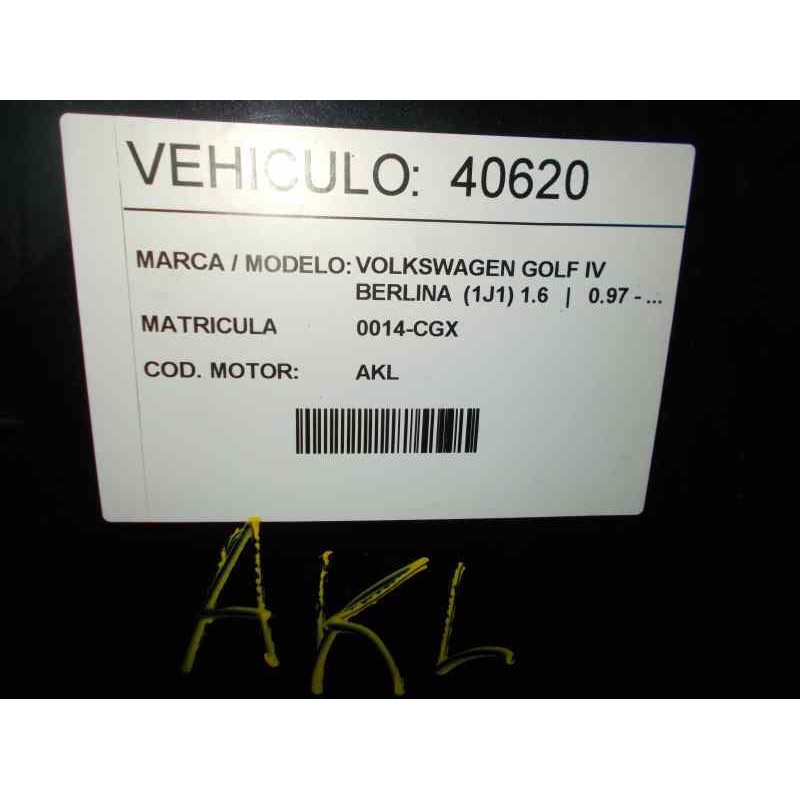 VEHICULO: 40620
MARCA / MODELO: VOLKSWAGEN GOLF IV
BERLINA (1J1) 1.6 | 0.97 - ...
MATRICULA 0014-CGX
COD. MOTOR: AKL
AKL